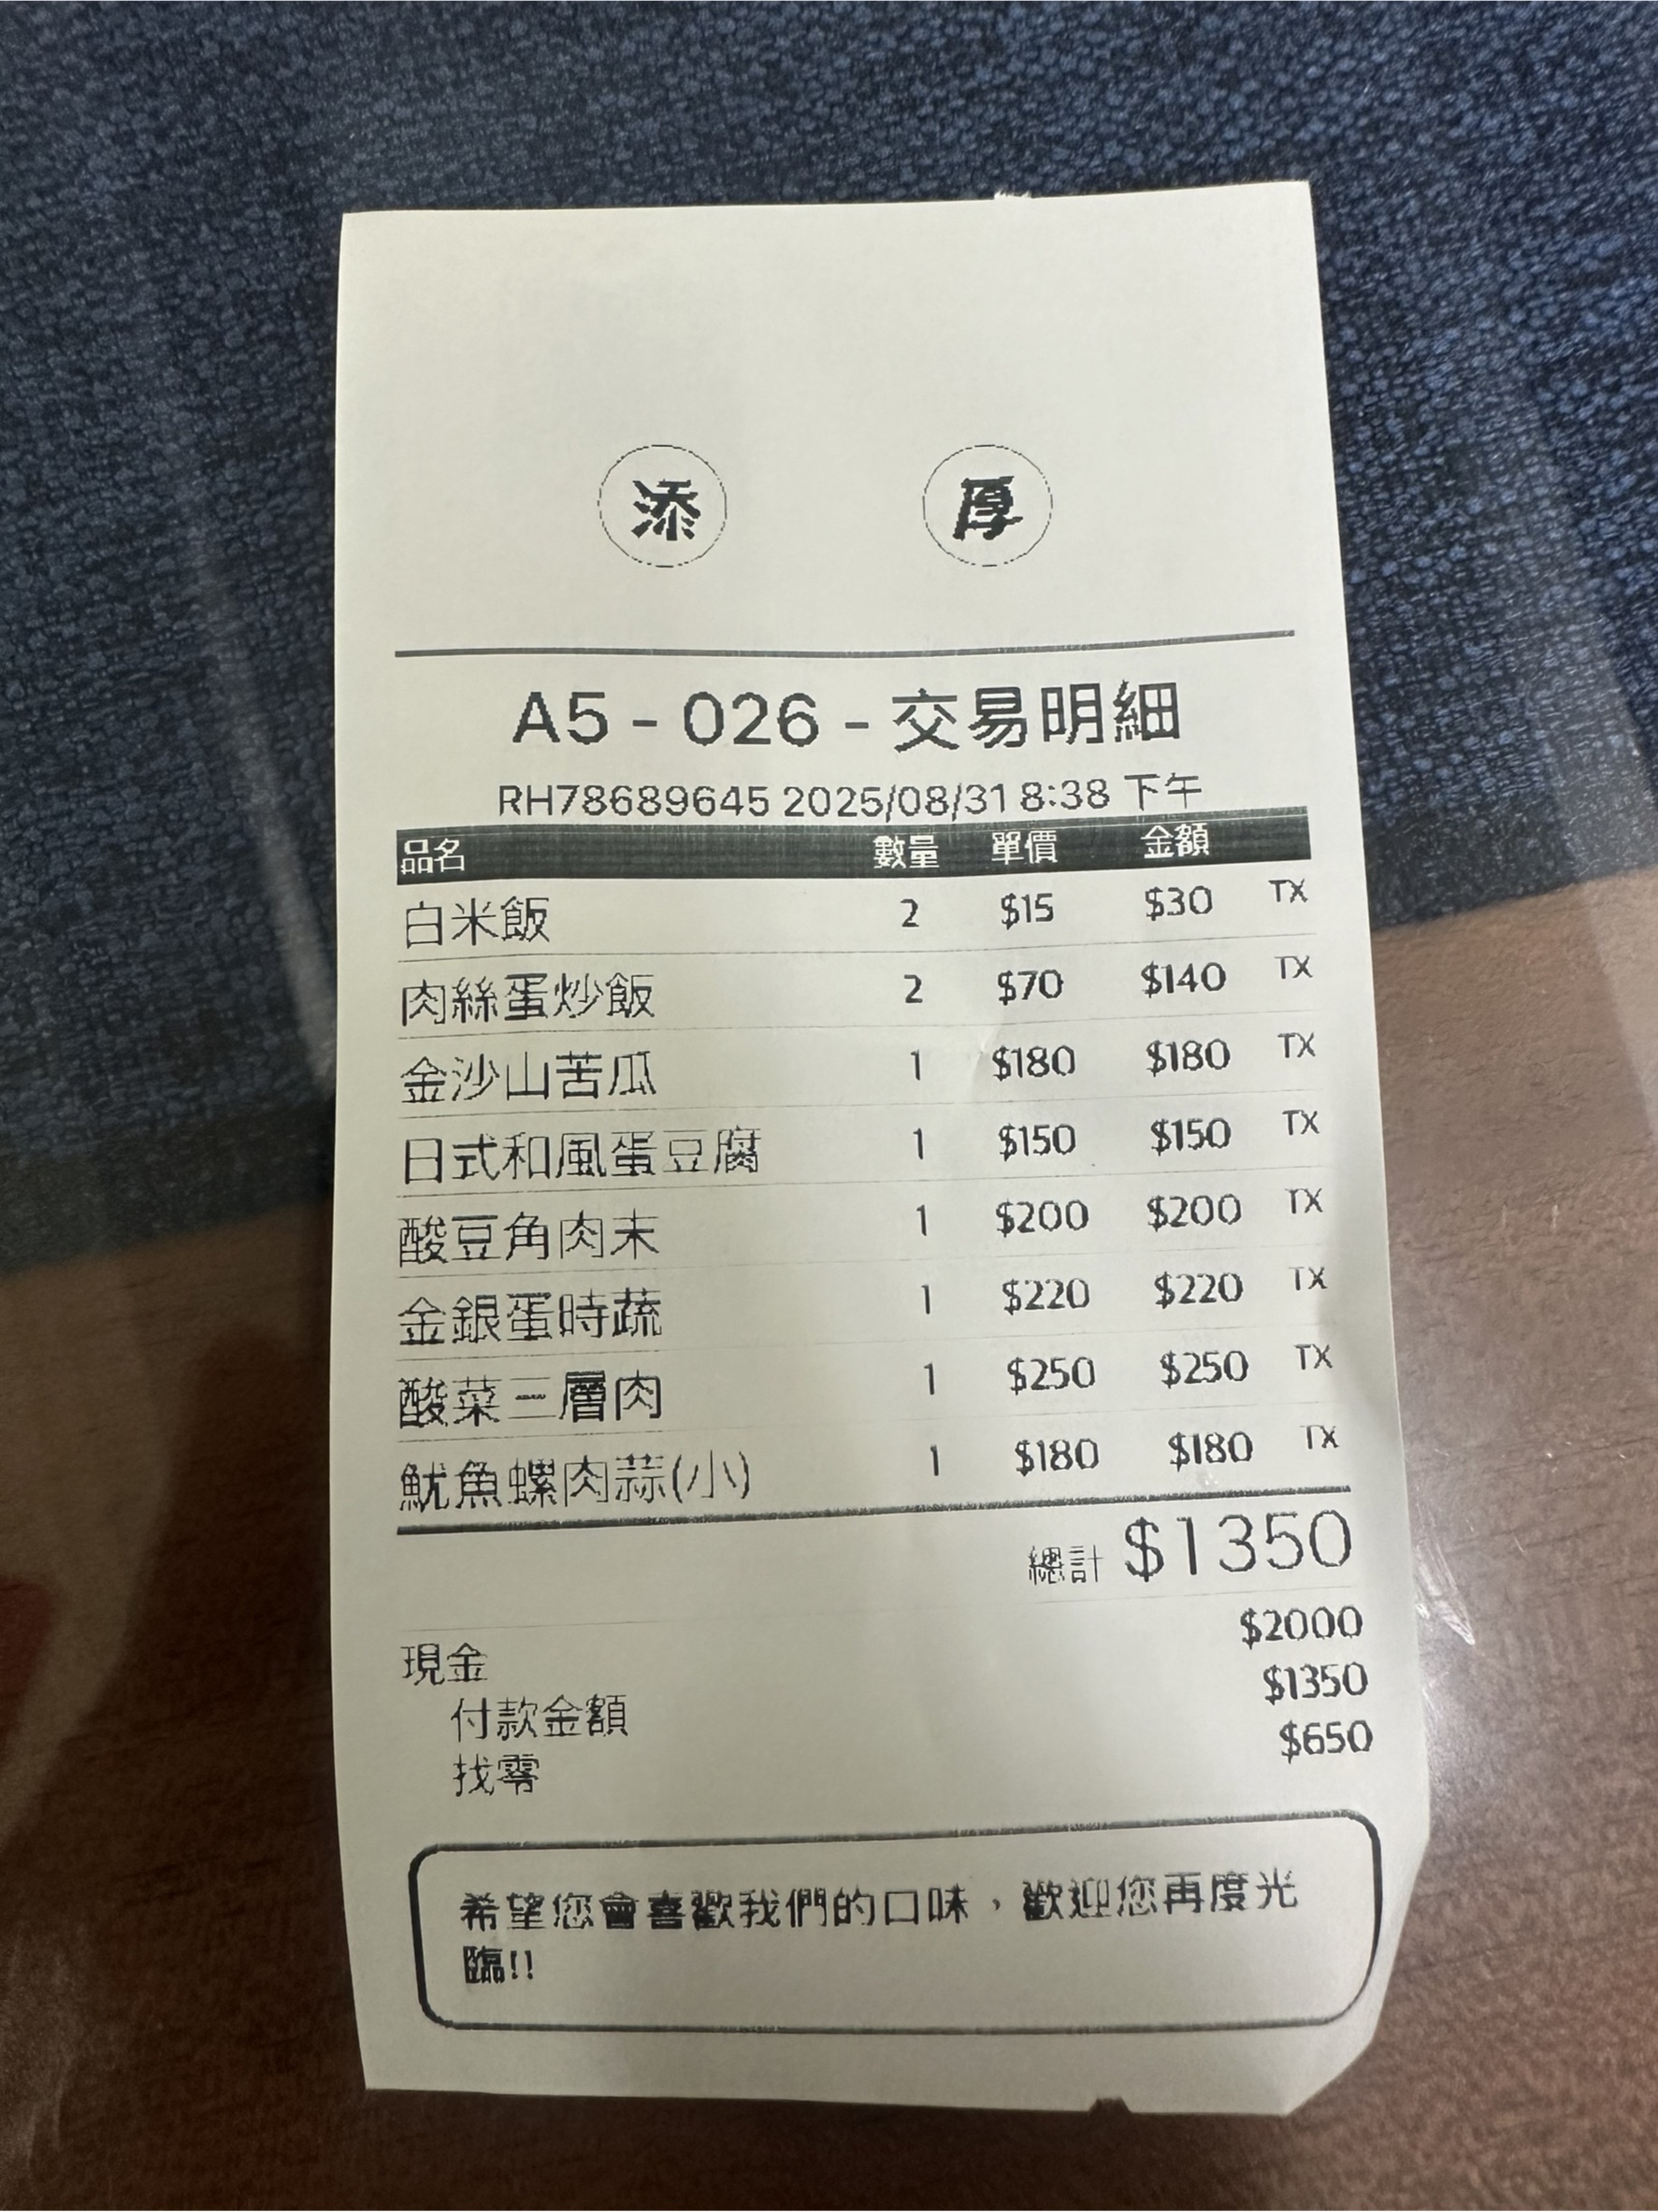 添 厚
A5 - 026 - 交易明細
RH78689645 2025/08/31 8:38 下午
品名 數量 單價 金額
白米飯 2 $15 $30 TX
肉絲蛋炒飯 2 $70 $140 TX
金沙山苦瓜 1 $180 $180 TX
日式和風蛋豆腐 1 $150 $150 TX
酸豆角肉末 1 $200 $200 TX
金銀蛋時蔬 1 $220 $220 TX
酸菜三層肉 1 $250 $250 TX
魷魚螺肉蒜(小) 1 $180 $180 TX
總計 $1350
現金 $2000
付款金額 $1350
找零 $650
希望您會喜歡我們的口味，歡迎您再度光
臨!!